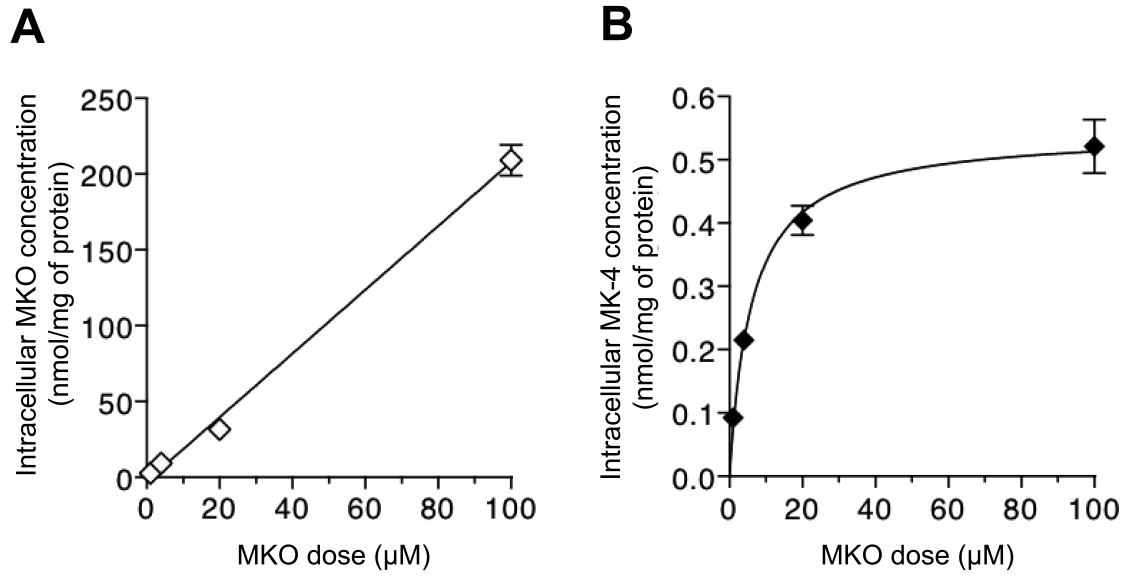 A
Intracellular MKO concentration
(nmol/mg of protein)
250
200
150
100
50
0
0 20 40 60 80 100
MKO dose (µM)
B
Intracellular MK-4 concentration
(nmol/mg of protein)
0.6
0.5
0.4
0.3
0.2
0.1
0.0
0 20 40 60 80 100
MKO dose (µM)